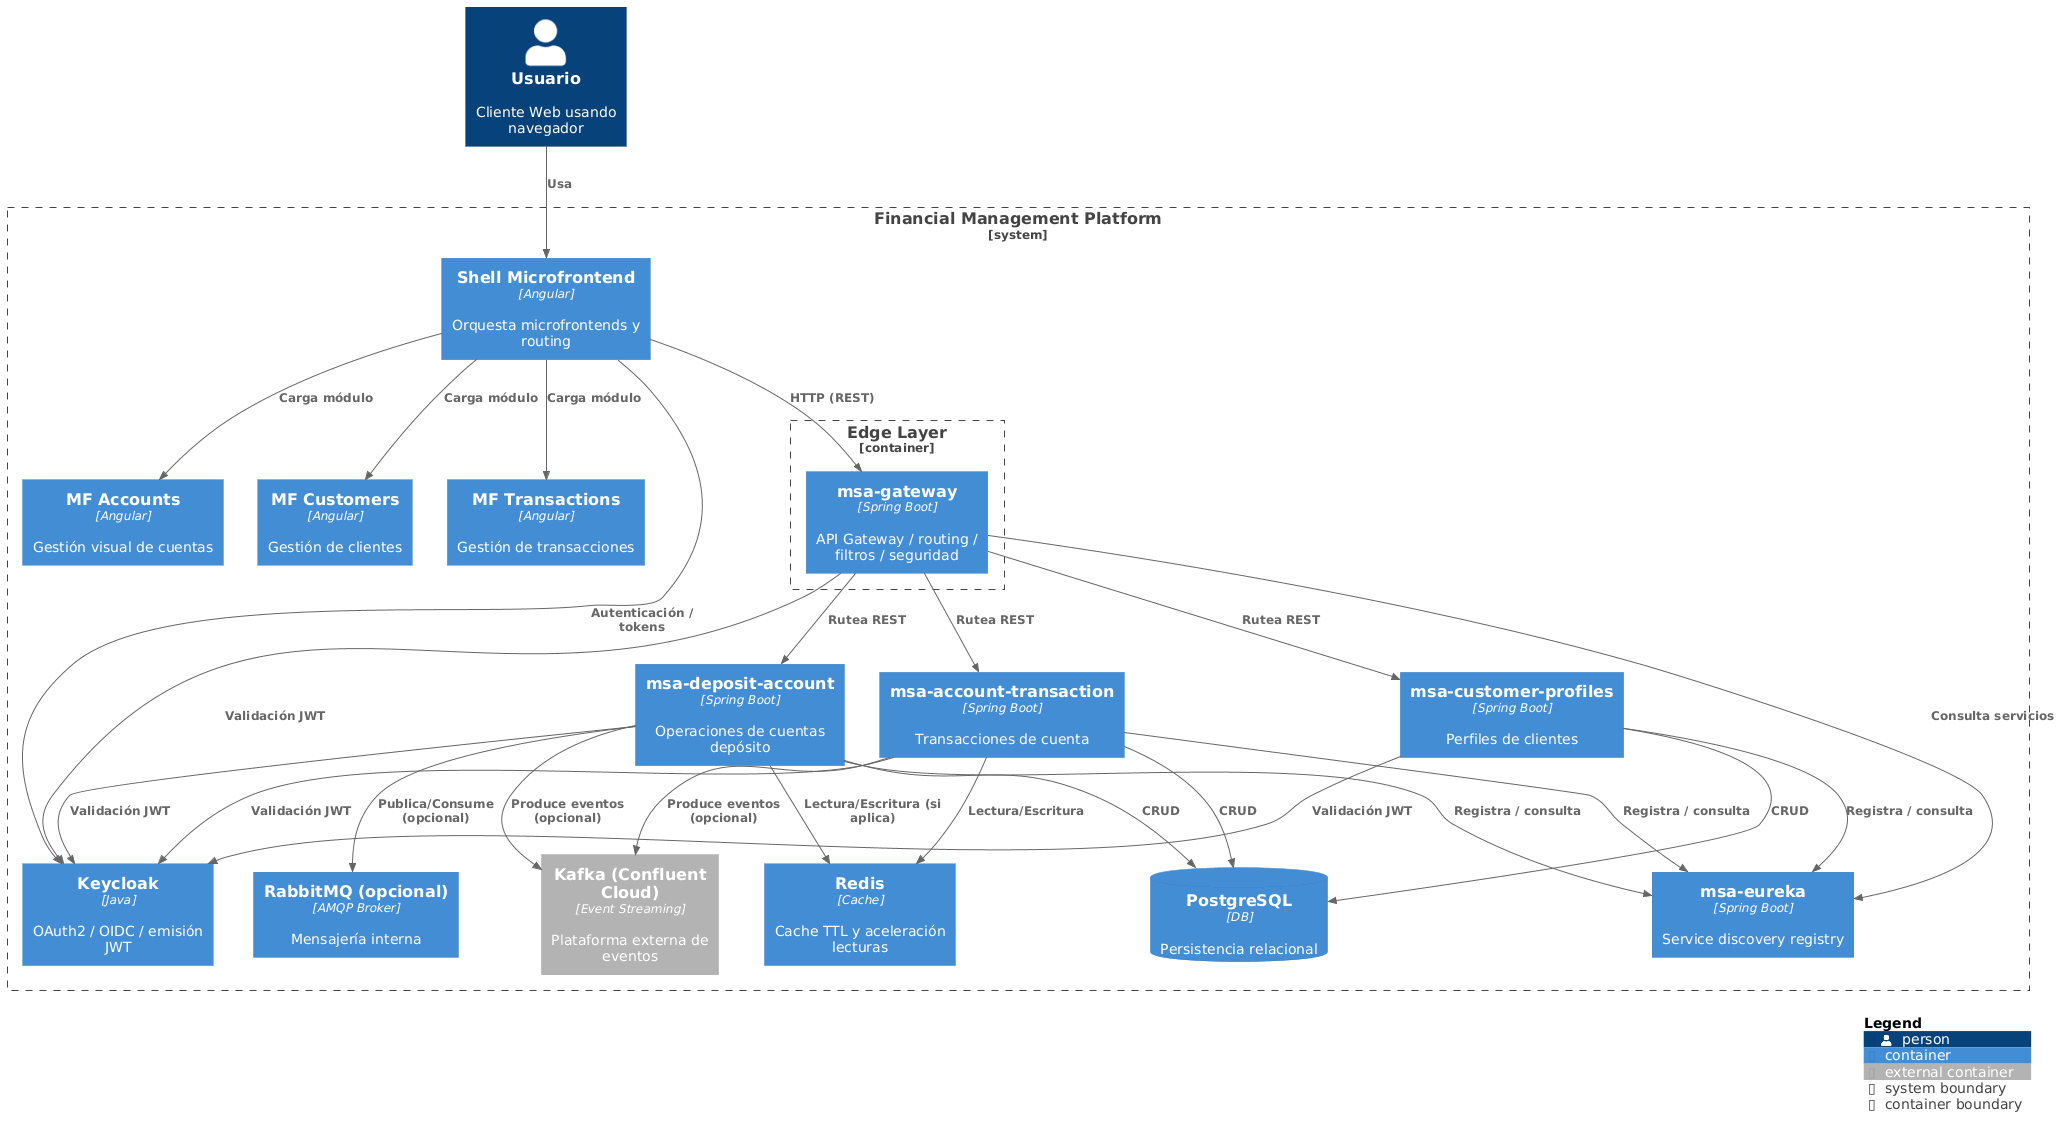 Usuario
Cliente Web usando
navegador
Usa
Financial Management Platform
[system]
Shell Microfrontend
[Angular]
Orquesta microfrontends y
routing
Carga módulo
Carga módulo
Carga módulo
HTTP (REST)
Edge Layer
[container]
MF Accounts
[Angular]
Gestión visual de cuentas
MF Customers
[Angular]
Gestión de clientes
MF Transactions
[Angular]
Gestión de transacciones
msa-gateway
[Spring Boot]
API Gateway / routing /
filtros / seguridad
Autenticación /
tokens
Rutea REST
Rutea REST
Rutea REST
Validación JWT
msa-deposit-account
[Spring Boot]
Operaciones de cuentas
depósito
msa-account-transaction
[Spring Boot]
Transacciones de cuenta
msa-customer-profiles
[Spring Boot]
Perfiles de clientes
Consulta servicios
Validación JWT
Validación JWT
Publica/Consume
(opcional)
Produce eventos
(opcional)
Produce eventos
(opcional)
Lectura/Escritura (si
aplica)
Lectura/Escritura
CRUD
CRUD
Validación JWT
Registra / consulta
Registra / consulta
CRUD
Registra / consulta
Keycloak
[Java]
OAuth2 / OIDC / emisión
JWT
RabbitMQ (opcional)
[AMQP Broker]
Mensajería interna
Kafka (Confluent
Cloud)
[Event Streaming]
Plataforma externa de
eventos
Redis
[Cache]
Cache TTL y aceleración
lecturas
PostgreSQL
[DB]
Persistencia relacional
msa-eureka
[Spring Boot]
Service discovery registry
Legend
person
container
external container
system boundary
container boundary